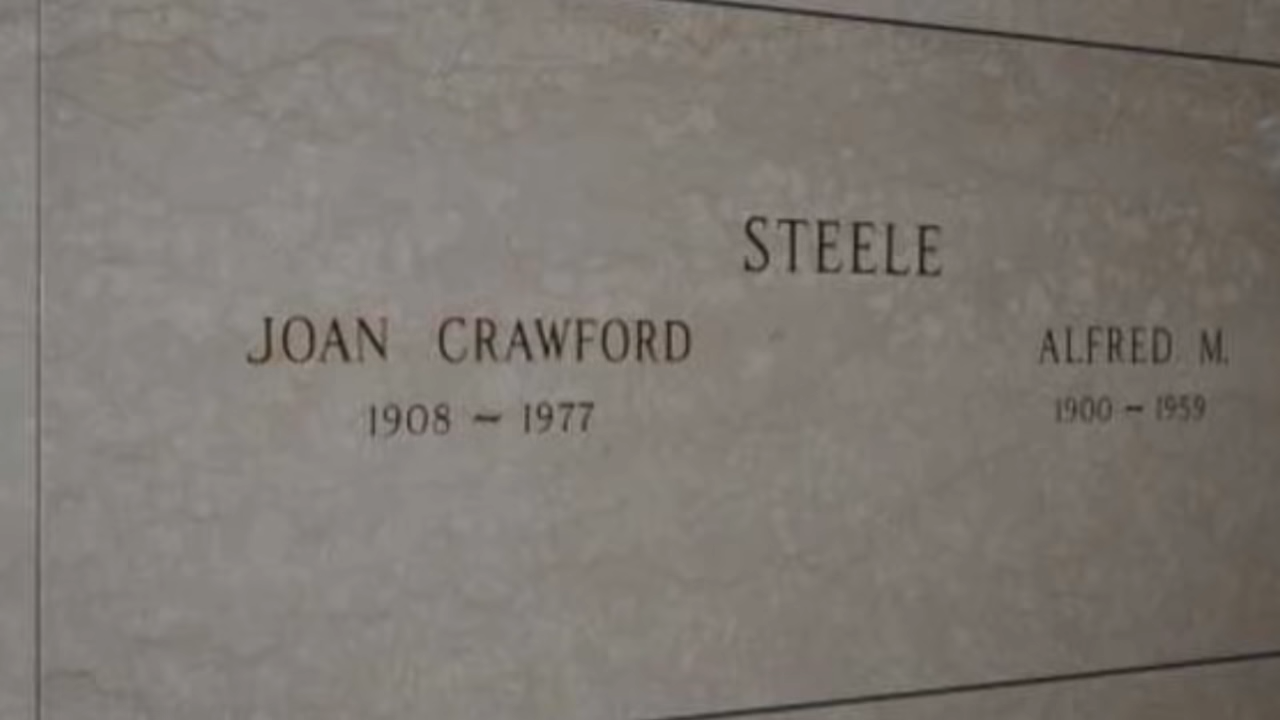 STEELE
JOAN CRAWFORD
1908 ~ 1977
ALFRED M.
1900 ~ 1959